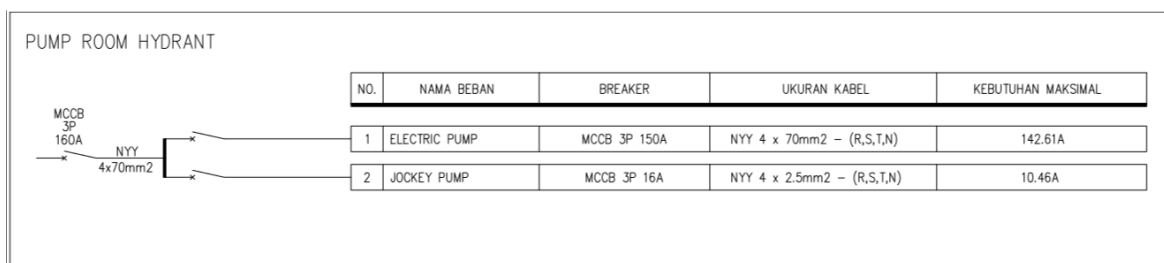 PUMP ROOM HYDRANT
NO. NAMA BEBAN BREAKER UKURAN KABEL KEBUTUHAN MAKSIMAL
MCCB
3P
160A
NYY
4x70mm2
1 ELECTRIC PUMP MCCB 3P 150A NYY 4 x 70mm2 - (R,S,T,N) 142.61A
2 JOCKEY PUMP MCCB 3P 16A NYY 4 x 2.5mm2 - (R,S,T,N) 10.46A